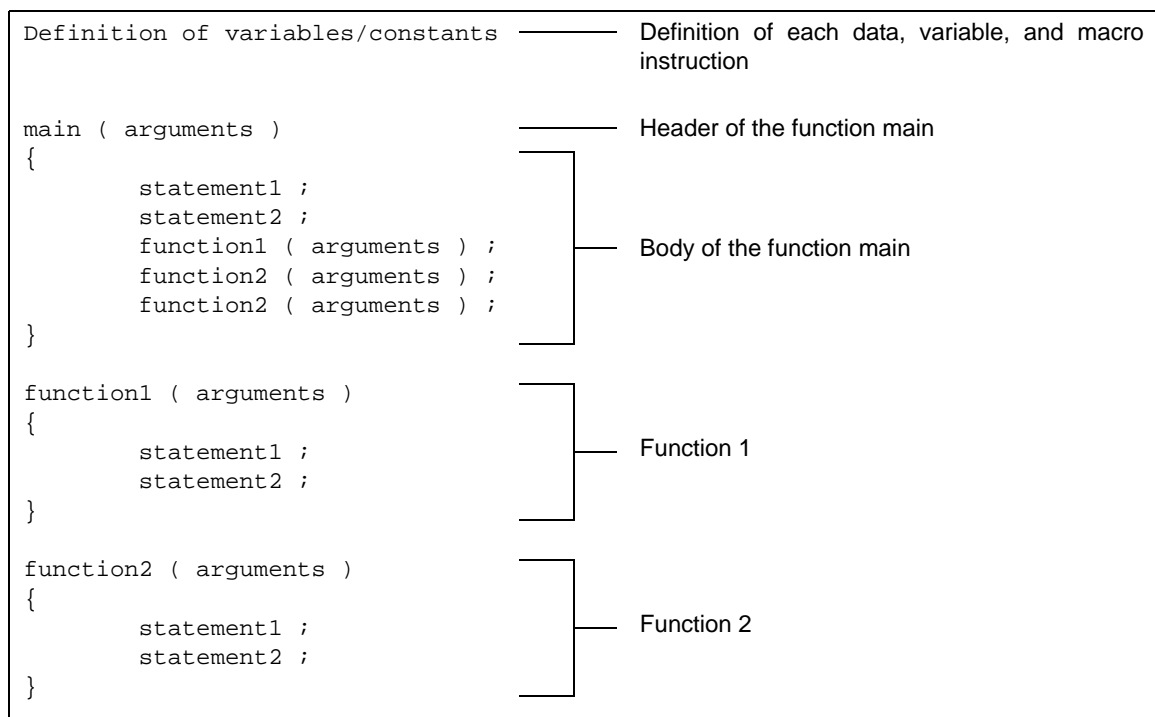 Definition of variables/constants
Definition of each data, variable, and macro
instruction
main ( arguments )
Header of the function main
{
statement1 ;
statement2 ;
function1 ( arguments ) ;
function2 ( arguments ) ;
function2 ( arguments ) ;
}
Body of the function main
function1 ( arguments )
{
statement1 ;
statement2 ;
}
Function 1
function2 ( arguments )
{
statement1 ;
statement2 ;
}
Function 2